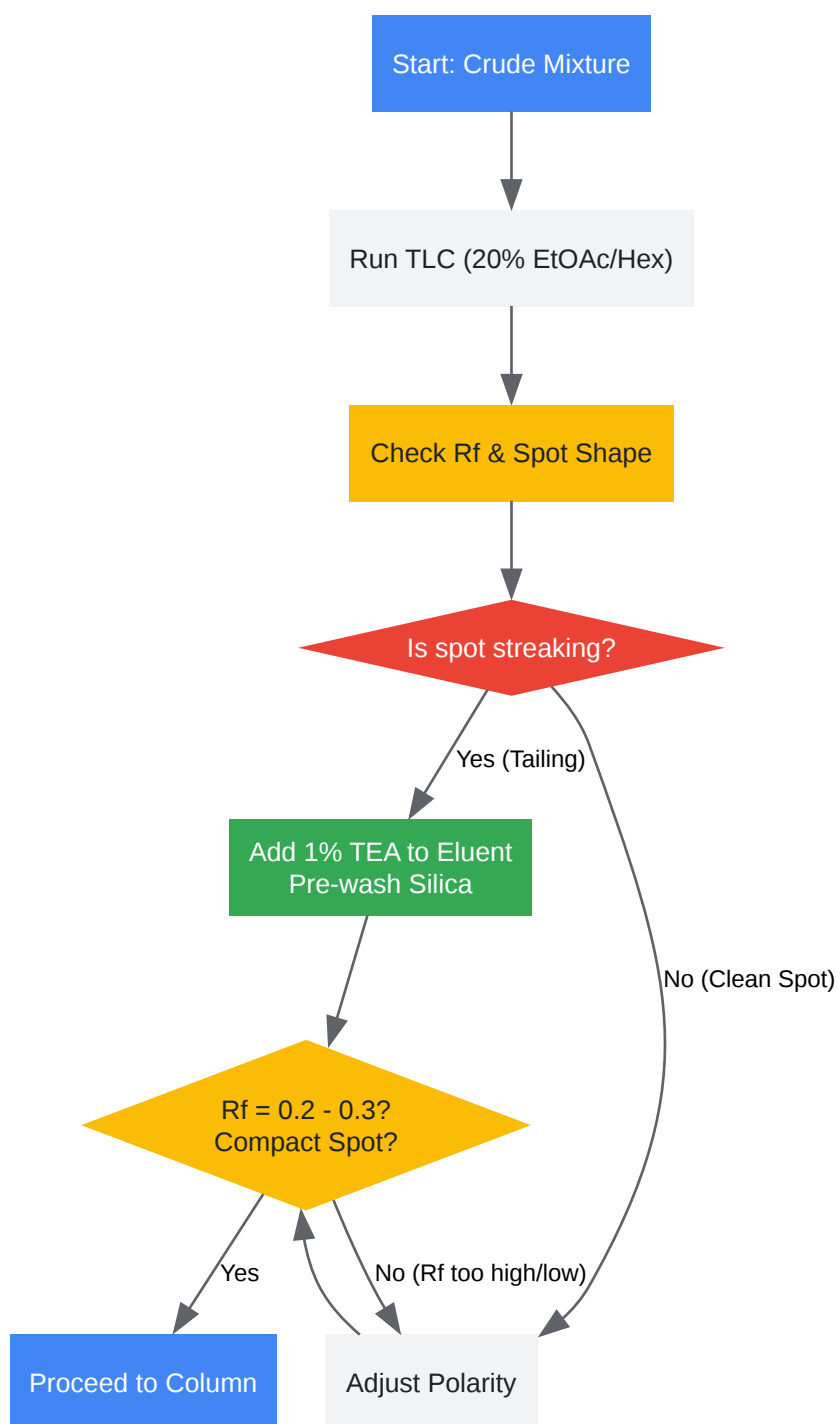 Start: Crude Mixture
Run TLC (20% EtOAc/Hex)
Check Rf & Spot Shape
Is spot streaking?
Yes (Tailing)
Add 1% TEA to Eluent
Pre-wash Silica
No (Clean Spot)
Rf = 0.2 - 0.3?
Compact Spot?
Yes
No (Rf too high/low)
Proceed to Column
Adjust Polarity